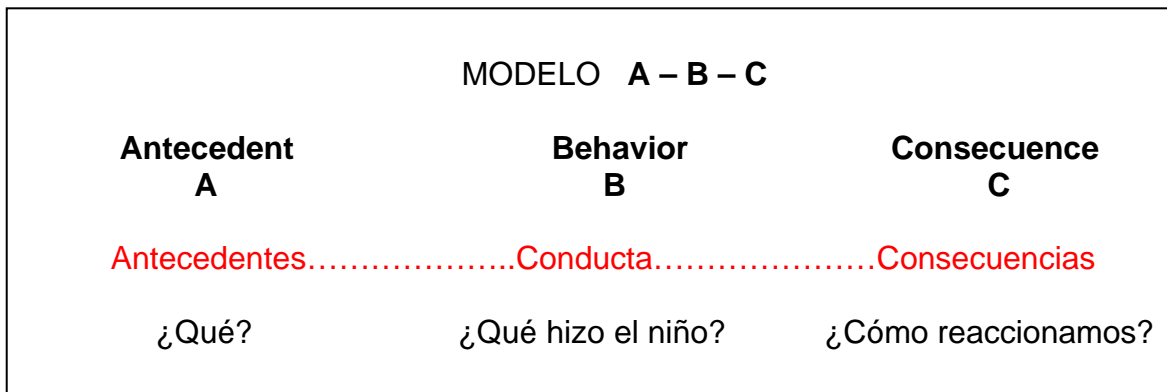 MODELO A – B – C
Antecedent Behavior Consecuence
A B C
Antecedentes…………………..Conducta…………………Consecuencias
¿Qué? ¿Qué hizo el niño? ¿Cómo reaccionamos?